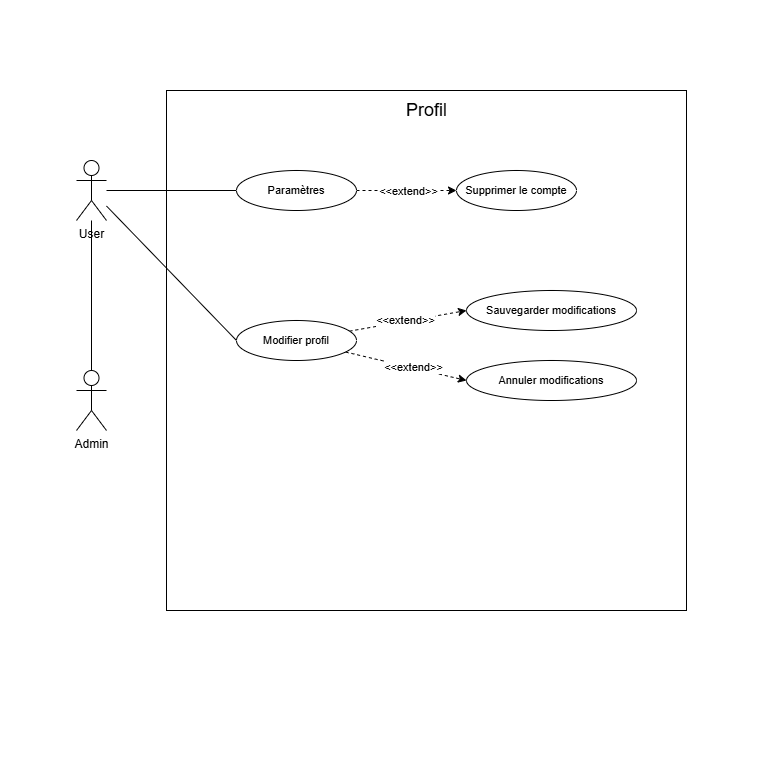 Profil
User
Paramètres
<<extend>>
Supprimer le compte
Modifier profil
<<extend>>
Sauvegarder modifications
<<extend>>
Annuler modifications
Admin